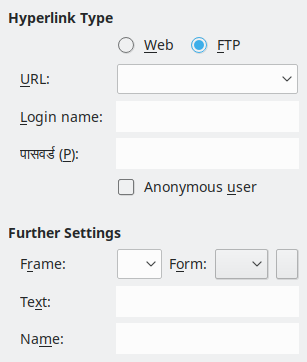 Hyperlink Type
Web FTP
URL:
Login name:
पासवर्ड (P):
Anonymous user
Further Settings
Frame: Form:
Text:
Name: